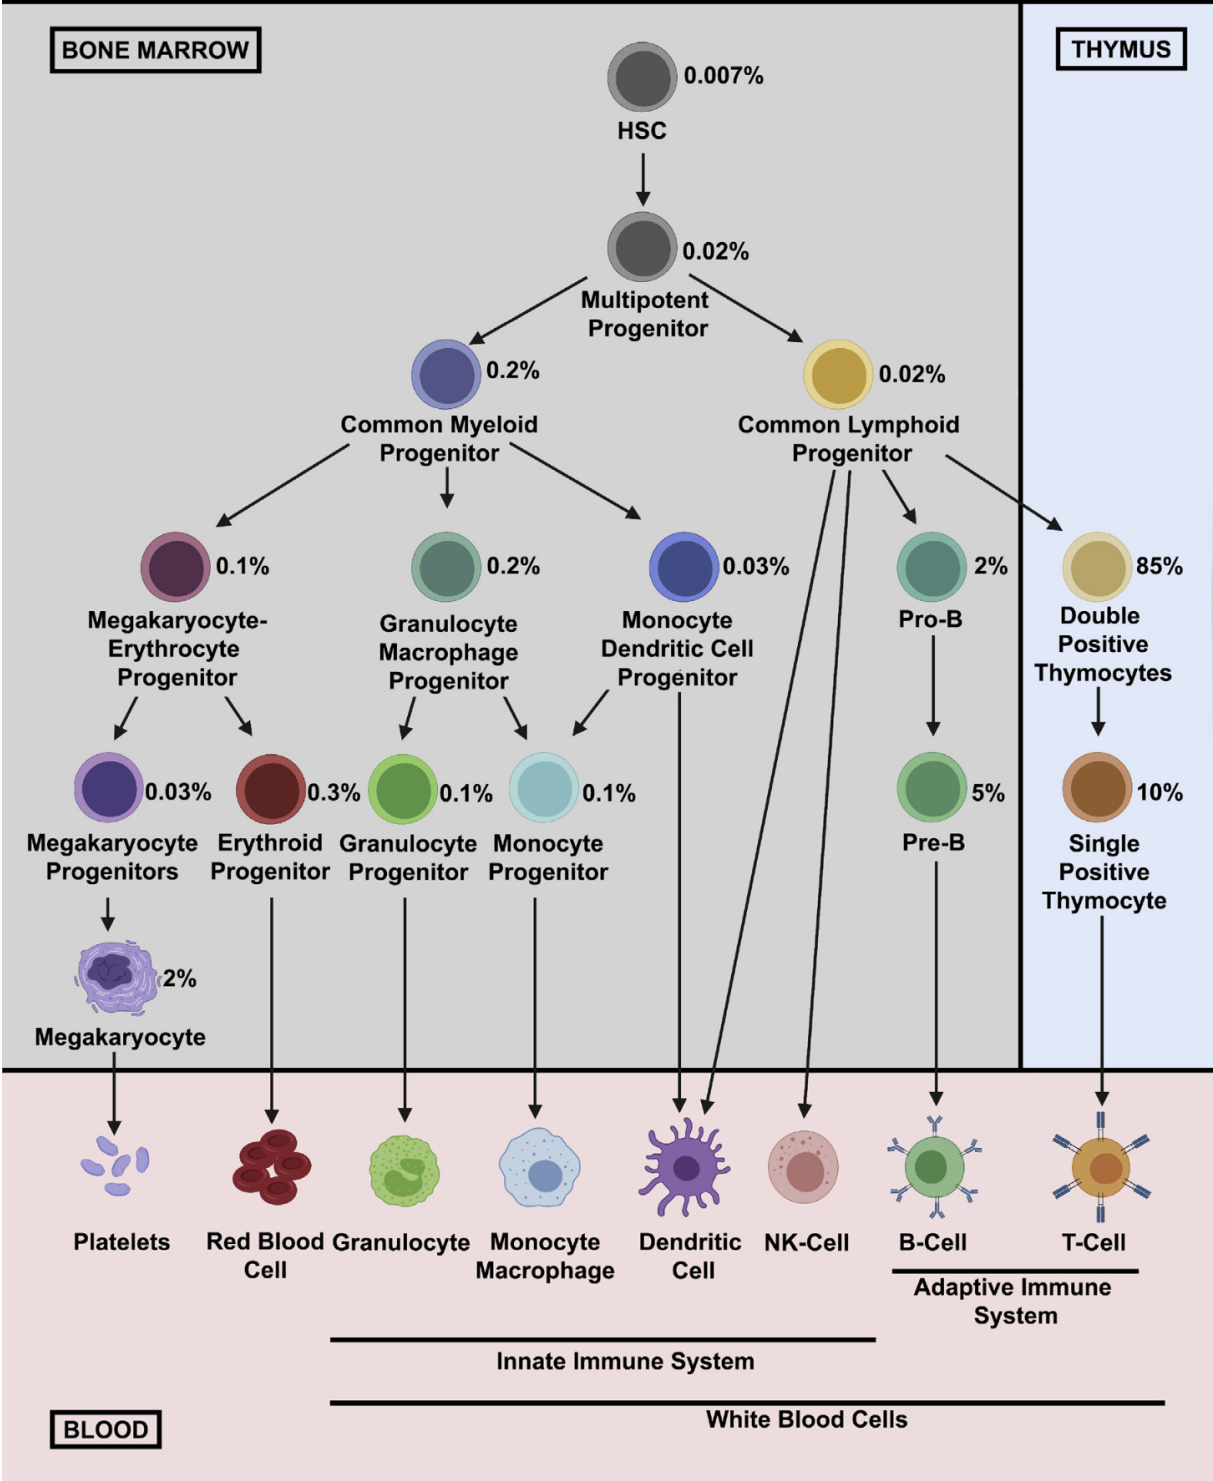 BONE MARROW
THYMUS
0.007%
HSC
0.02%
Multipotent
Progenitor
0.2%
Common Myeloid
Progenitor
0.02%
Common Lymphoid
Progenitor
0.1%
Megakaryocyte-
Erythrocyte
Progenitor
0.2%
Granulocyte
Macrophage
Progenitor
0.03%
Monocyte
Dendritic Cell
Progenitor
2%
Pro-B
85%
Double
Positive
Thymocytes
0.03%
Megakaryocyte
Progenitors
0.3%
Erythroid
Progenitor
0.1%
Granulocyte
Progenitor
0.1%
Monocyte
Progenitor
5%
Pre-B
10%
Single
Positive
Thymocyte
2%
Megakaryocyte
Platelets
Red Blood
Cell
Granulocyte
Monocyte
Macrophage
Dendritic
Cell
NK-Cell
B-Cell
T-Cell
Adaptive Immune
System
Innate Immune System
White Blood Cells
BLOOD